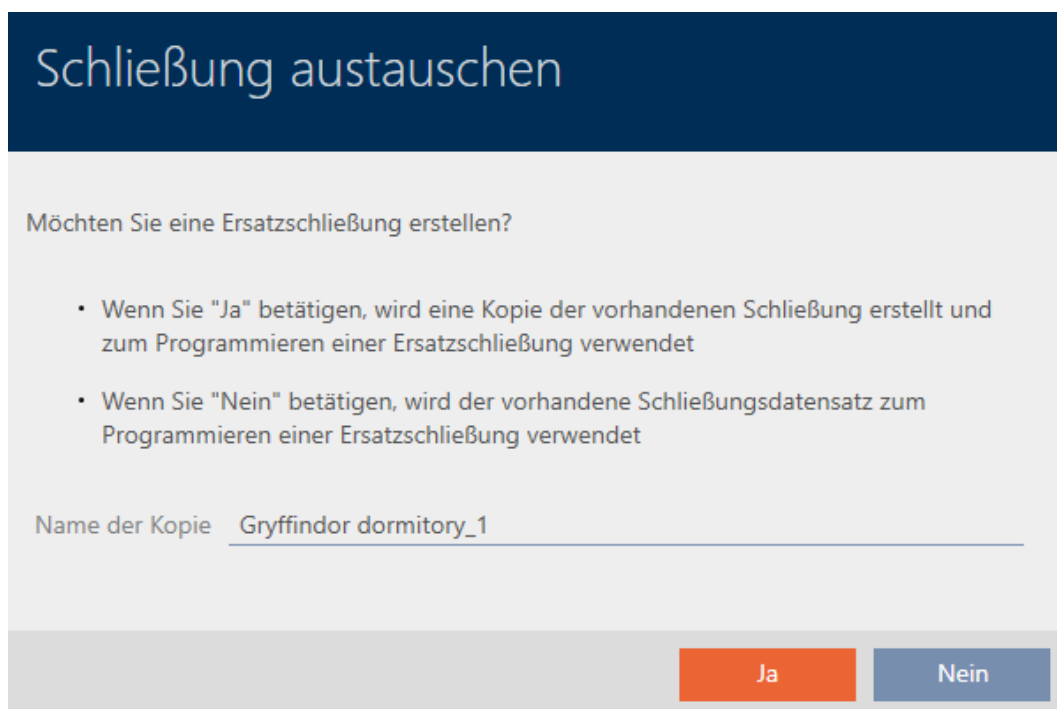 Schließung austauschen
Möchten Sie eine Ersatzschließung erstellen?
• Wenn Sie "Ja" betätigen, wird eine Kopie der vorhandenen Schließung erstellt und
zum Programmieren einer Ersatzschließung verwendet
• Wenn Sie "Nein" betätigen, wird der vorhandene Schließungsdatensatz zum
Programmieren einer Ersatzschließung verwendet
Name der Kopie Gryffindor dormitory_1
Ja Nein